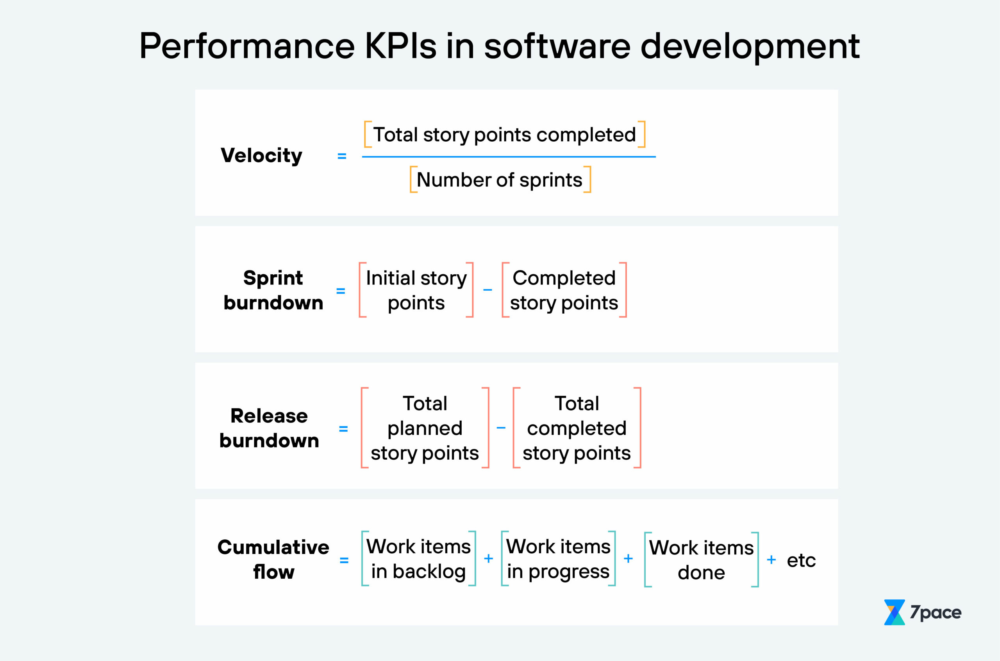 Performance KPIs in software development
Velocity
=
[Total story points completed]
[Number of sprints]
Sprint
burndown
=
[Initial story
points]
−
[Completed
story points]
Release
burndown
=
[Total
planned
story points]
−
[Total
completed
story points]
Cumulative
flow
=
[Work items
in backlog]
+
[Work items
in progress]
+
[Work items
done]
+ etc
7pace